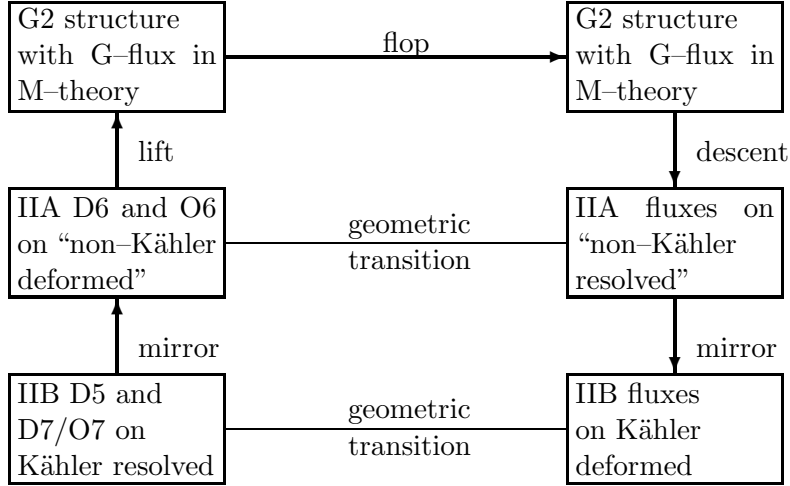 G2 structure
with G–flux in
M–theory
flop
G2 structure
with G–flux in
M–theory
lift
descent
IIA D6 and O6
on “non–Kähler
deformed”
geometric
transition
IIA fluxes on
“non–Kähler
resolved”
mirror
mirror
IIB D5 and
D7/O7 on
Kähler resolved
geometric
transition
IIB fluxes
on Kähler
deformed